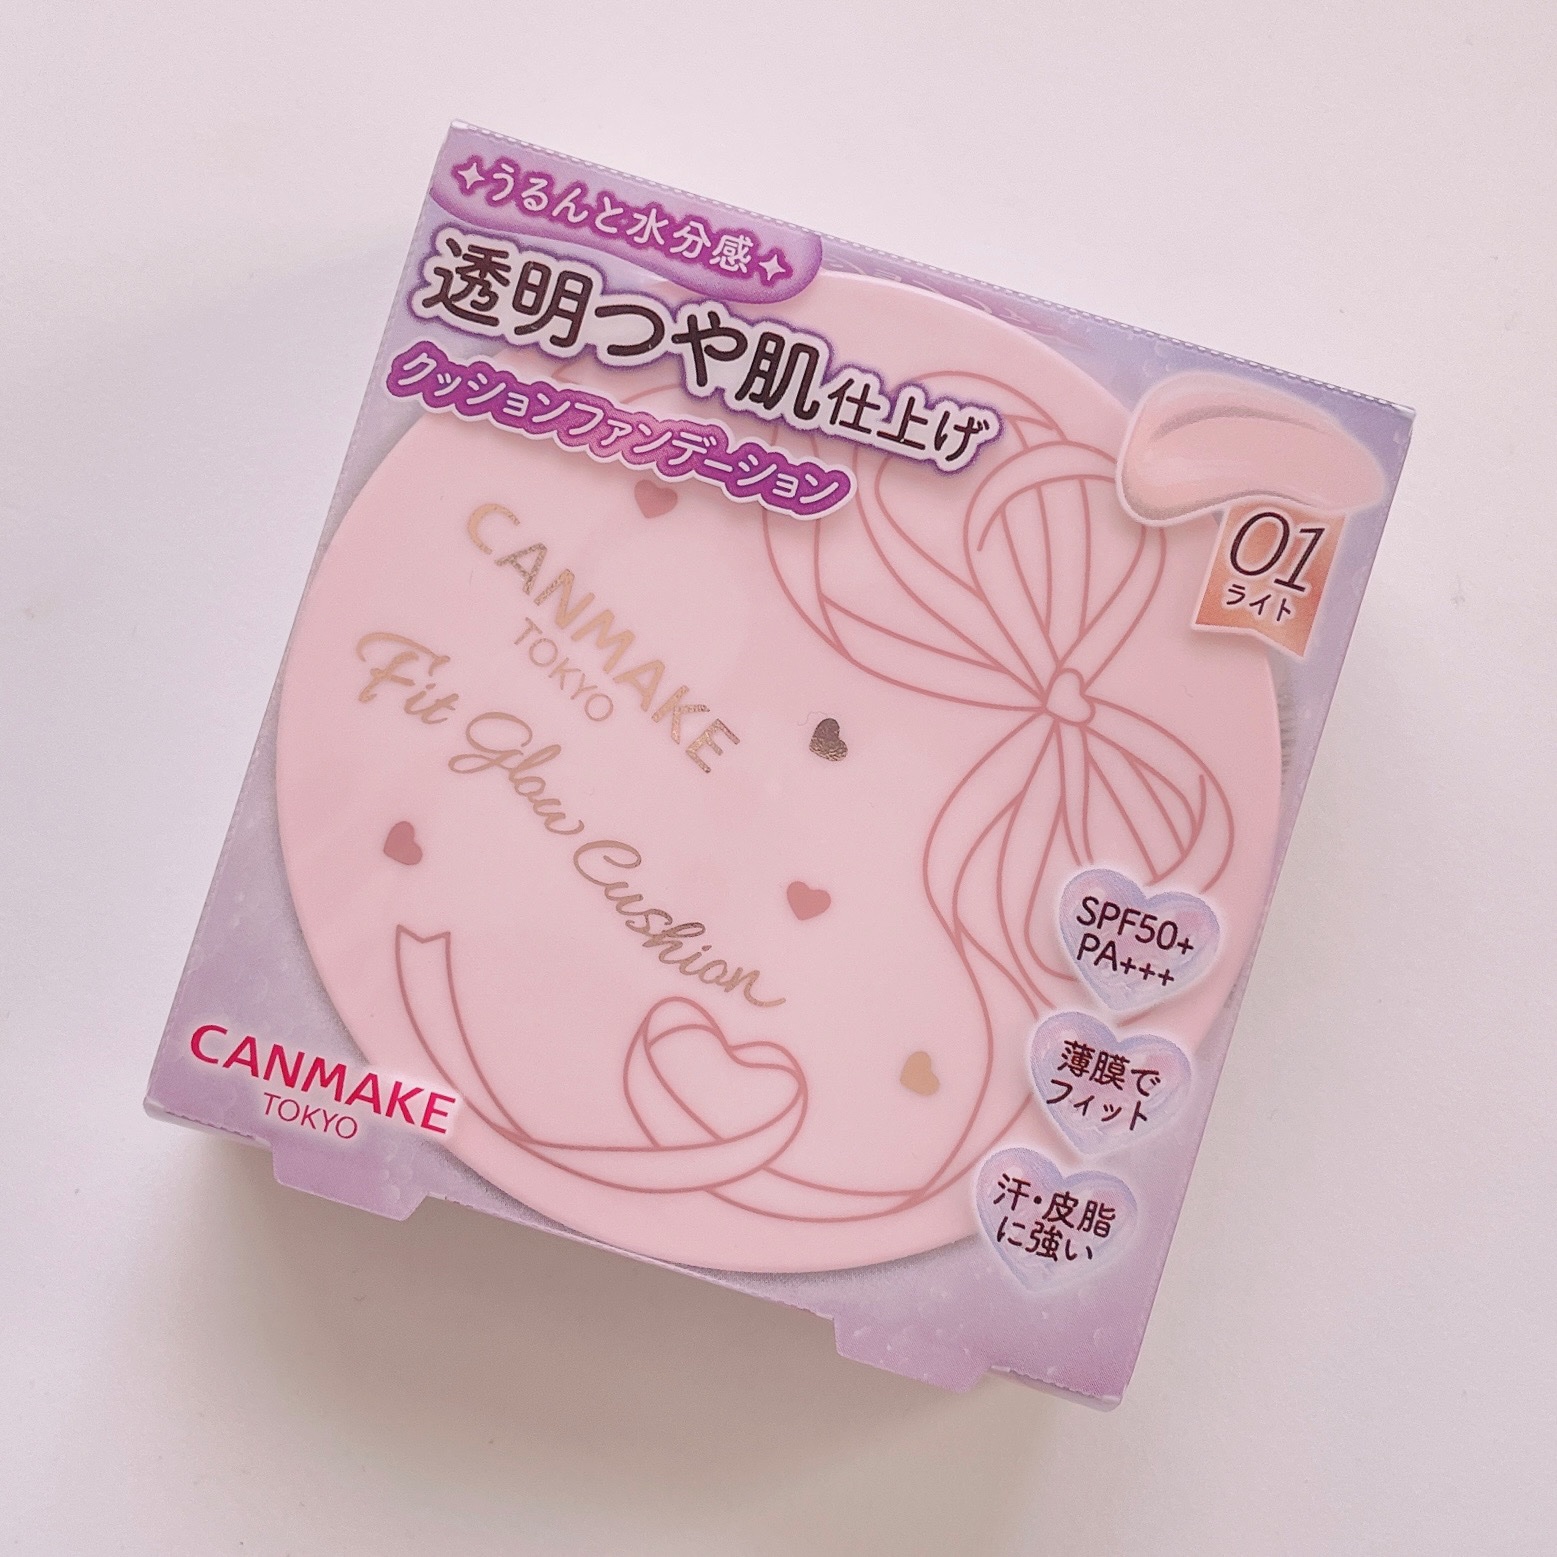 うるんと水分感
透明つや肌仕上げ
クッションファンデーション
01
ライト
CANMAKE
TOKYO
Fit Glow Cushion
SPF50+
PA+++
薄膜で
フィット
汗・皮脂
に強い
CANMAKE
TOKYO